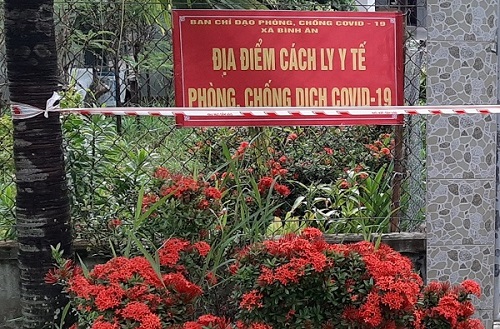 BAN CHỈ ĐẠO PHÒNG, CHỐNG COVID - 19
XÃ BÌNH AN
ĐỊA ĐIỂM CÁCH LY Y TẾ
PHÒNG, CHỐNG DỊCH COVID-19